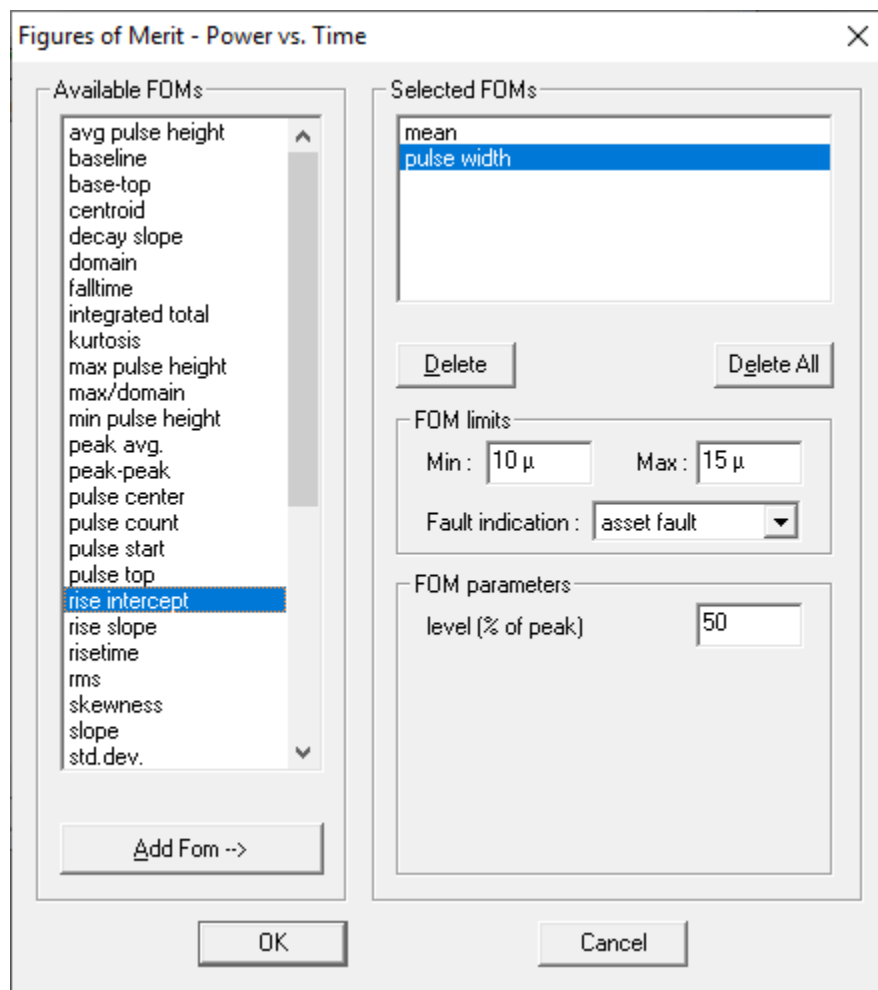 Figures of Merit - Power vs. Time
Available FOMs
avg pulse height
baseline
base-top
centroid
decay slope
domain
falltime
integrated total
kurtosis
max pulse height
max/domain
min pulse height
peak avg.
peak-peak
pulse center
pulse count
pulse start
pulse top
rise intercept
rise slope
risetime
rms
skewness
slope
std.dev.
Add Fom -->
Selected FOMs
mean
pulse width
Delete
Delete All
FOM limits
Min : 10 µ Max : 15 µ
Fault indication : asset fault
FOM parameters
level (% of peak) 50
OK
Cancel